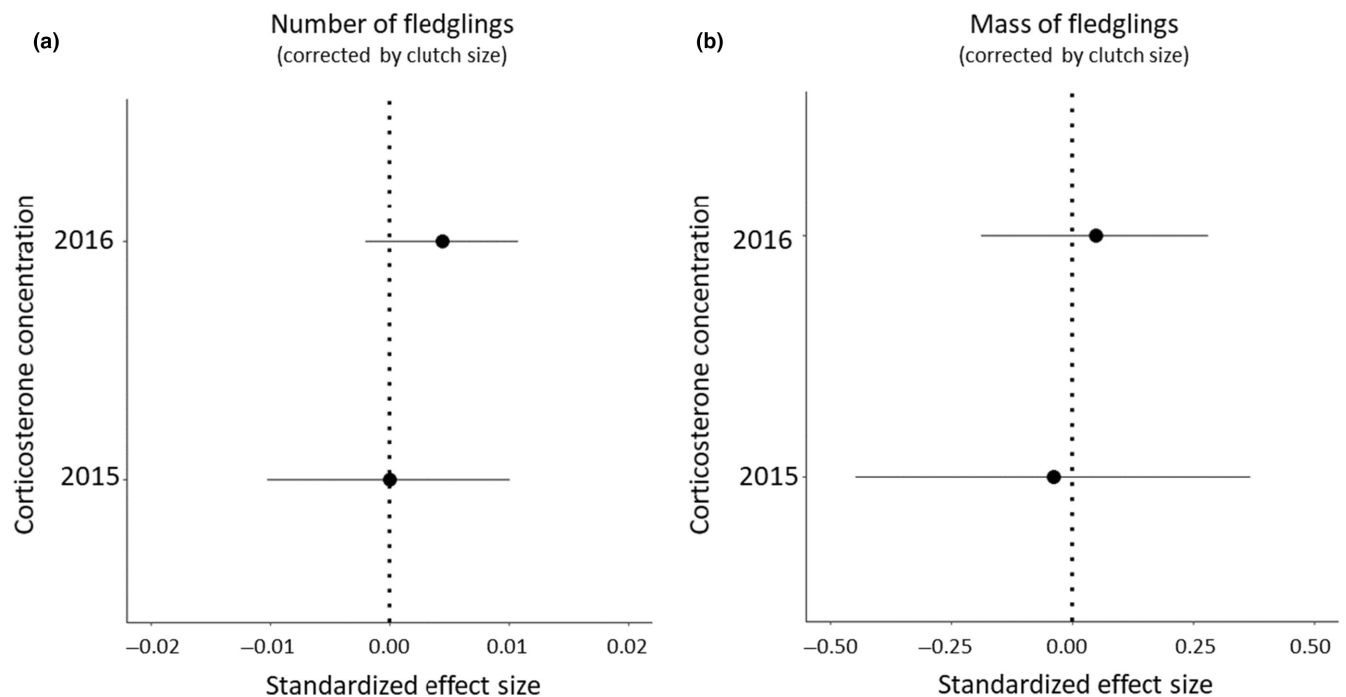 (a)
Number of fledglings
(corrected by clutch size)
Corticosterone concentration
2016
2015
−0.02 −0.01 0.00 0.01 0.02
Standardized effect size
(b)
Mass of fledglings
(corrected by clutch size)
Corticosterone concentration
2016
2015
−0.50 −0.25 0.00 0.25 0.50
Standardized effect size